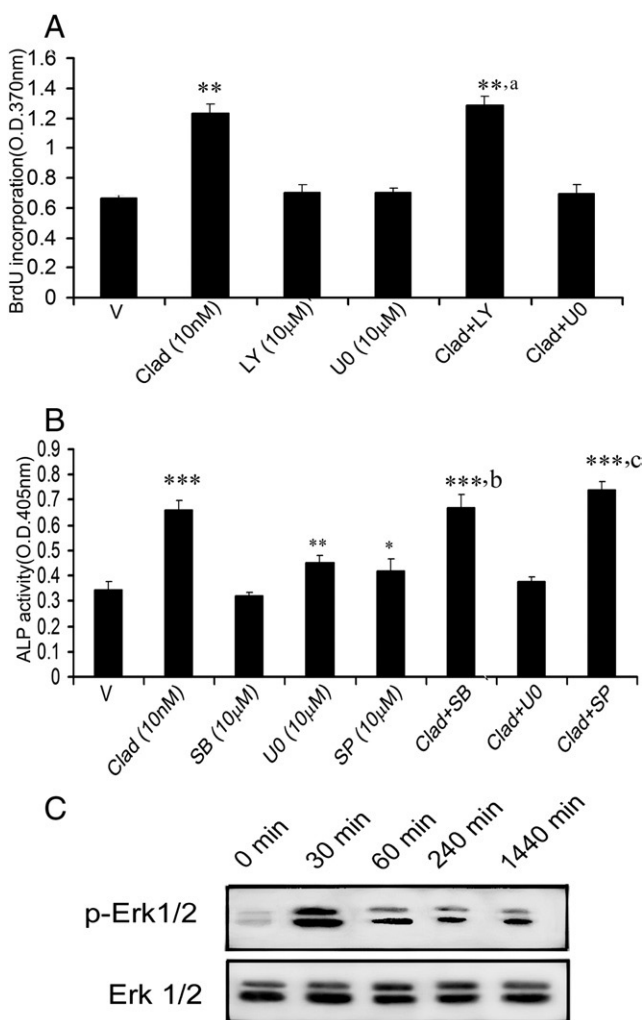 A
BrdU incorporation(O.D.370nm)
1.6
1.4
1.2
1
0.8
0.6
0.4
0.2
0
**
**,a
V
Clad (10nM)
LY (10µM)
U0 (10µM)
Clad+LY
Clad+U0
B
ALP activity(O.D.405nm)
0.9
0.8
0.7
0.6
0.5
0.4
0.3
0.2
0.1
0
***
**
*
***,b
***,c
V
Clad (10nM)
SB (10µM)
U0 (10µM)
SP (10µM)
Clad+SB
Clad+U0
Clad+SP
C
0 min
30 min
60 min
240 min
1440 min
p-Erk1/2
Erk 1/2